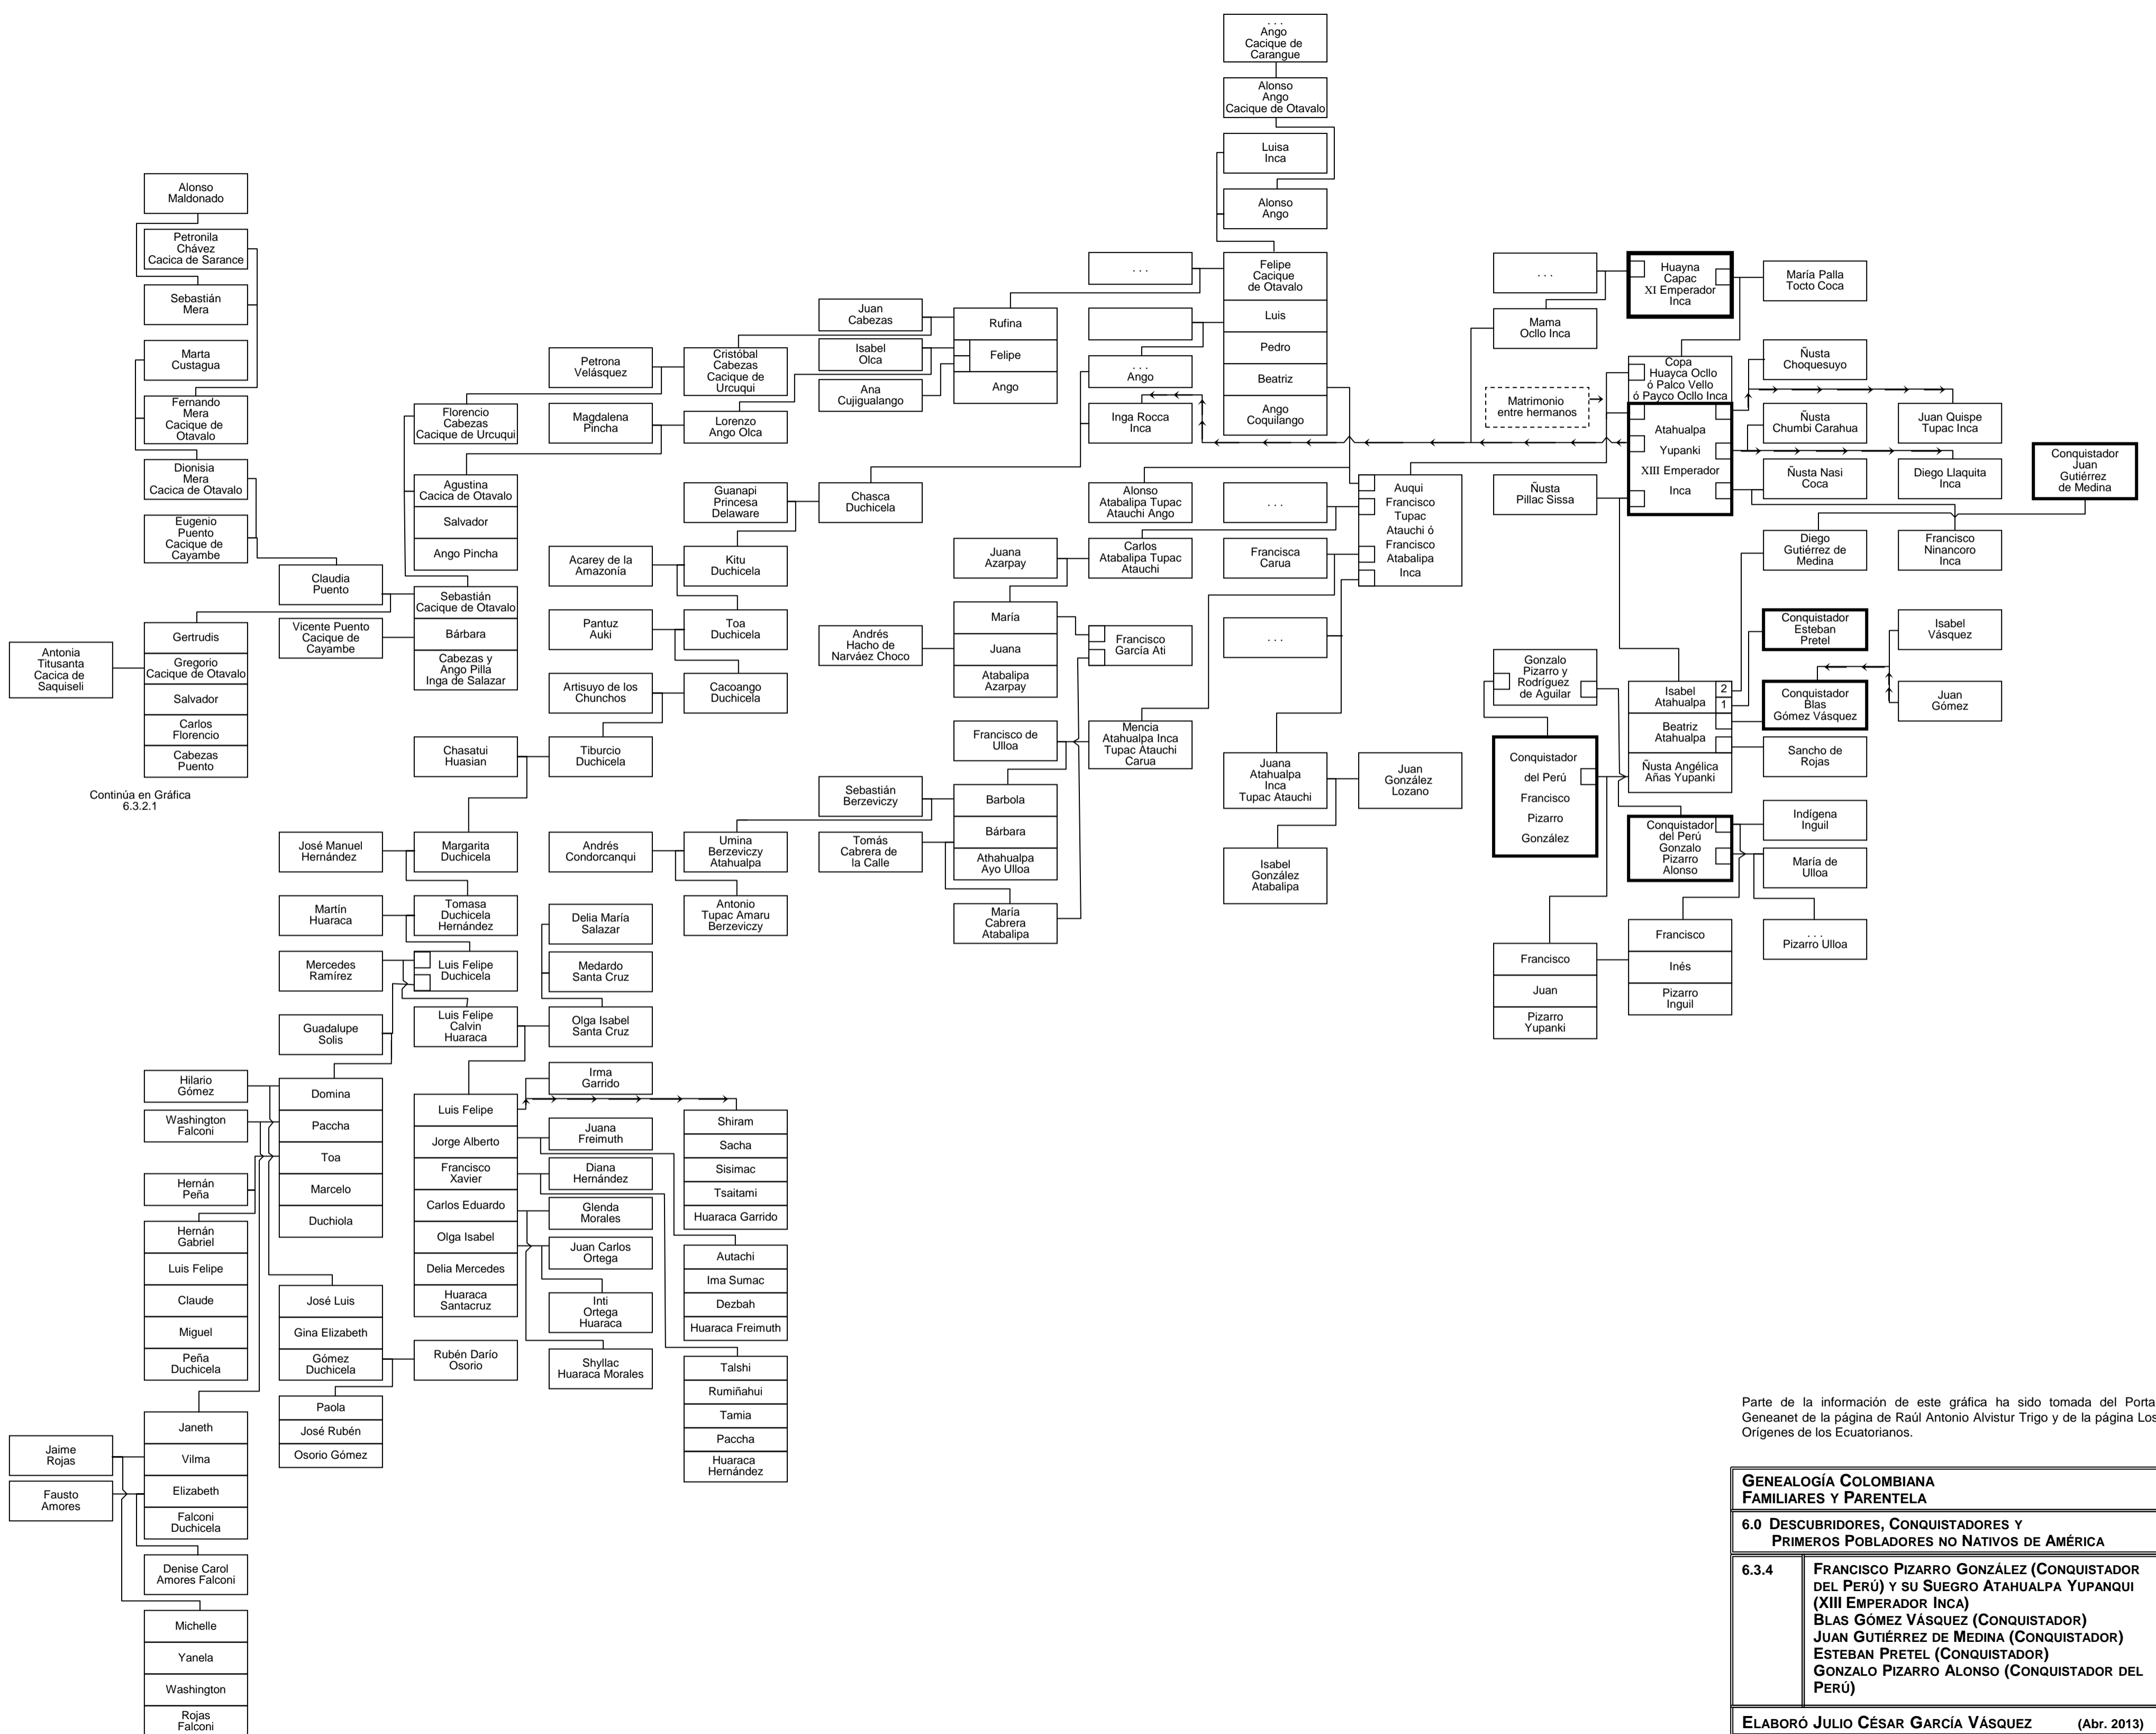 . . .
Ango
Cacique de
Carangue
Alonso
Ango
Cacique de Otavalo
Luisa
Inca
Alonso
Ango
Alonso
Maldonado
Petronila
Chávez
Cacica de Sarance
Sebastián
Mera
Marta
Custagua
Fernando
Mera
Cacique de
Otavalo
Dionisia
Mera
Cacica de Otavalo
Eugenio
Puento
Cacique de
Cayambe
Claudia
Puento
Antonia
Titusanta
Cacica de
Saquiseli
Gertrudis
Gregorio
Cacique de Otavalo
Salvador
Carlos
Florencio
Cabezas
Puento
Continúa en Gráfica
6.3.2.1
Vicente Puento
Cacique de
Cayambe
Florencio
Cabezas
Cacique de Urcuqui
Agustina
Cacica de Otavalo
Salvador
Ango Pincha
Sebastián
Cacique de Otavalo
Bárbara
Cabezas y
Ango Pilla
Inga de Salazar
Petrona
Velásquez
Magdalena
Pincha
Cristóbal
Cabezas
Cacique de
Urcuqui
Lorenzo
Ango Olca
Juan
Cabezas
Isabel
Olca
Ana
Cujigualango
Rufina
Felipe
Ango
. . .
Felipe
Cacique
de Otavalo
Luis
Pedro
Beatriz
Ango
Coquilango
. . .
Ango
Inga Rocca
Inca
Guanapi
Princesa
Delaware
Chasca
Duchicela
Acarey de la
Amazonía
Kitu
Duchicela
Pantuz
Auki
Toa
Duchicela
Artisuyo de los
Chunchos
Cacoango
Duchicela
Chasatui
Huasian
Tiburcio
Duchicela
José Manuel
Hernández
Margarita
Duchicela
Martín
Huaraca
Tomasa
Duchicela
Hernández
Mercedes
Ramírez
Luis Felipe
Duchicela
Guadalupe
Solis
Luis Felipe
Calvin
Huaraca
Delia María
Salazar
Medardo
Santa Cruz
Olga Isabel
Santa Cruz
Alonso
Atabalipa Tupac
Atauchi Ango
. . .
Carlos
Atabalipa Tupac
Atauchi
Juana
Azarpay
Francisca
Carua
Auqui
Francisco
Tupac
Atauchi ó
Francisco
Atabalipa
Inca
María
Juana
Atabalipa
Azarpay
Andrés
Hacho de
Narváez Choco
Francisco
García Ati
. . .
Francisco de
Ulloa
Mencia
Atahualpa Inca
Tupac Atauchi
Carua
Juana
Atahualpa
Inca
Tupac Atauchi
Juan
González
Lozano
Isabel
González
Atabalipa
Sebastián
Berzeviczy
Tomás
Cabrera de
la Calle
Barbola
Bárbara
Athahualpa
Ayo Ulloa
Andrés
Condorcanqui
Umina
Berzeviczy
Atahualpa
Antonio
Tupac Amaru
Berzeviczy
María
Cabrera
Atabalipa
. . .
Huayna
Capac
XI Emperador
Inca
María Palla
Tocto Coca
Mama
Ocllo Inca
Matrimonio
entre hermanos
Copa
Huayca Ocllo
ó Palco Vello
ó Payco Ocllo Inca
Atahualpa
Yupanki
XIII Emperador
Inca
Ñusta
Choquesuyo
Ñusta
Chumbi Carahua
Juan Quispe
Tupac Inca
Ñusta Nasi
Coca
Diego Llaquita
Inca
Conquistador
Juan
Gutiérrez
de Medina
Ñusta
Pillac Sissa
Diego
Gutiérrez de
Medina
Francisco
Ninancoro
Inca
Conquistador
Esteban
Pretel
Isabel
Vásquez
Conquistador
Blas
Gómez Vásquez
Juan
Gómez
Gonzalo
Pizarro y
Rodríguez
de Aguilar
Isabel
Atahualpa
2
1
Beatriz
Atahualpa
Ñusta Angélica
Añas Yupanki
Sancho de
Rojas
Conquistador
del Perú
Francisco
Pizarro
González
Conquistador
del Perú
Gonzalo
Pizarro
Alonso
Indígena
Inguil
María de
Ulloa
Francisco
Juan
Pizarro
Yupanki
Francisco
Inés
Pizarro
Inguil
. . .
Pizarro Ulloa
Hilario
Gómez
Washington
Falconi
Hernán
Peña
Domina
Paccha
Toa
Marcelo
Duchiola
Hernán
Gabriel
Luis Felipe
Claude
Miguel
Peña
Duchicela
José Luis
Gina Elizabeth
Gómez
Duchicela
Rubén Darío
Osorio
Paola
José Rubén
Osorio Gómez
Luis Felipe
Jorge Alberto
Francisco
Xavier
Carlos Eduardo
Olga Isabel
Delia Mercedes
Huaraca
Santacruz
Irma
Garrido
Juana
Freimuth
Diana
Hernández
Glenda
Morales
Juan Carlos
Ortega
Inti
Ortega
Huaraca
Shyllac
Huaraca Morales
Shiram
Sacha
Sisimac
Tsaitami
Huaraca Garrido
Autachi
Ima Sumac
Dezbah
Huaraca Freimuth
Talshi
Rumiñahui
Tamia
Paccha
Huaraca
Hernández
Jaime
Rojas
Fausto
Amores
Janeth
Vilma
Elizabeth
Falconi
Duchicela
Denise Carol
Amores Falconi
Michelle
Yanela
Washington
Rojas
Falconi
Parte de la información de este gráfica ha sido tomada del Porta
Geneanet de la página de Raúl Antonio Alvistur Trigo y de la página Los
Orígenes de los Ecuatorianos.
GENEALOGÍA COLOMBIANA
FAMILIARES Y PARENTELA
6.0 DESCUBRIDORES, CONQUISTADORES Y
PRIMEROS POBLADORES NO NATIVOS DE AMÉRICA
6.3.4
FRANCISCO PIZARRO GONZÁLEZ (CONQUISTADOR
DEL PERÚ) Y SU SUEGRO ATAHUALPA YUPANQUI
(XIII EMPERADOR INCA)
BLAS GÓMEZ VÁSQUEZ (CONQUISTADOR)
JUAN GUTIÉRREZ DE MEDINA (CONQUISTADOR)
ESTEBAN PRETEL (CONQUISTADOR)
GONZALO PIZARRO ALONSO (CONQUISTADOR DEL
PERÚ)
ELABORÓ JULIO CÉSAR GARCÍA VÁSQUEZ (Abr. 2013)